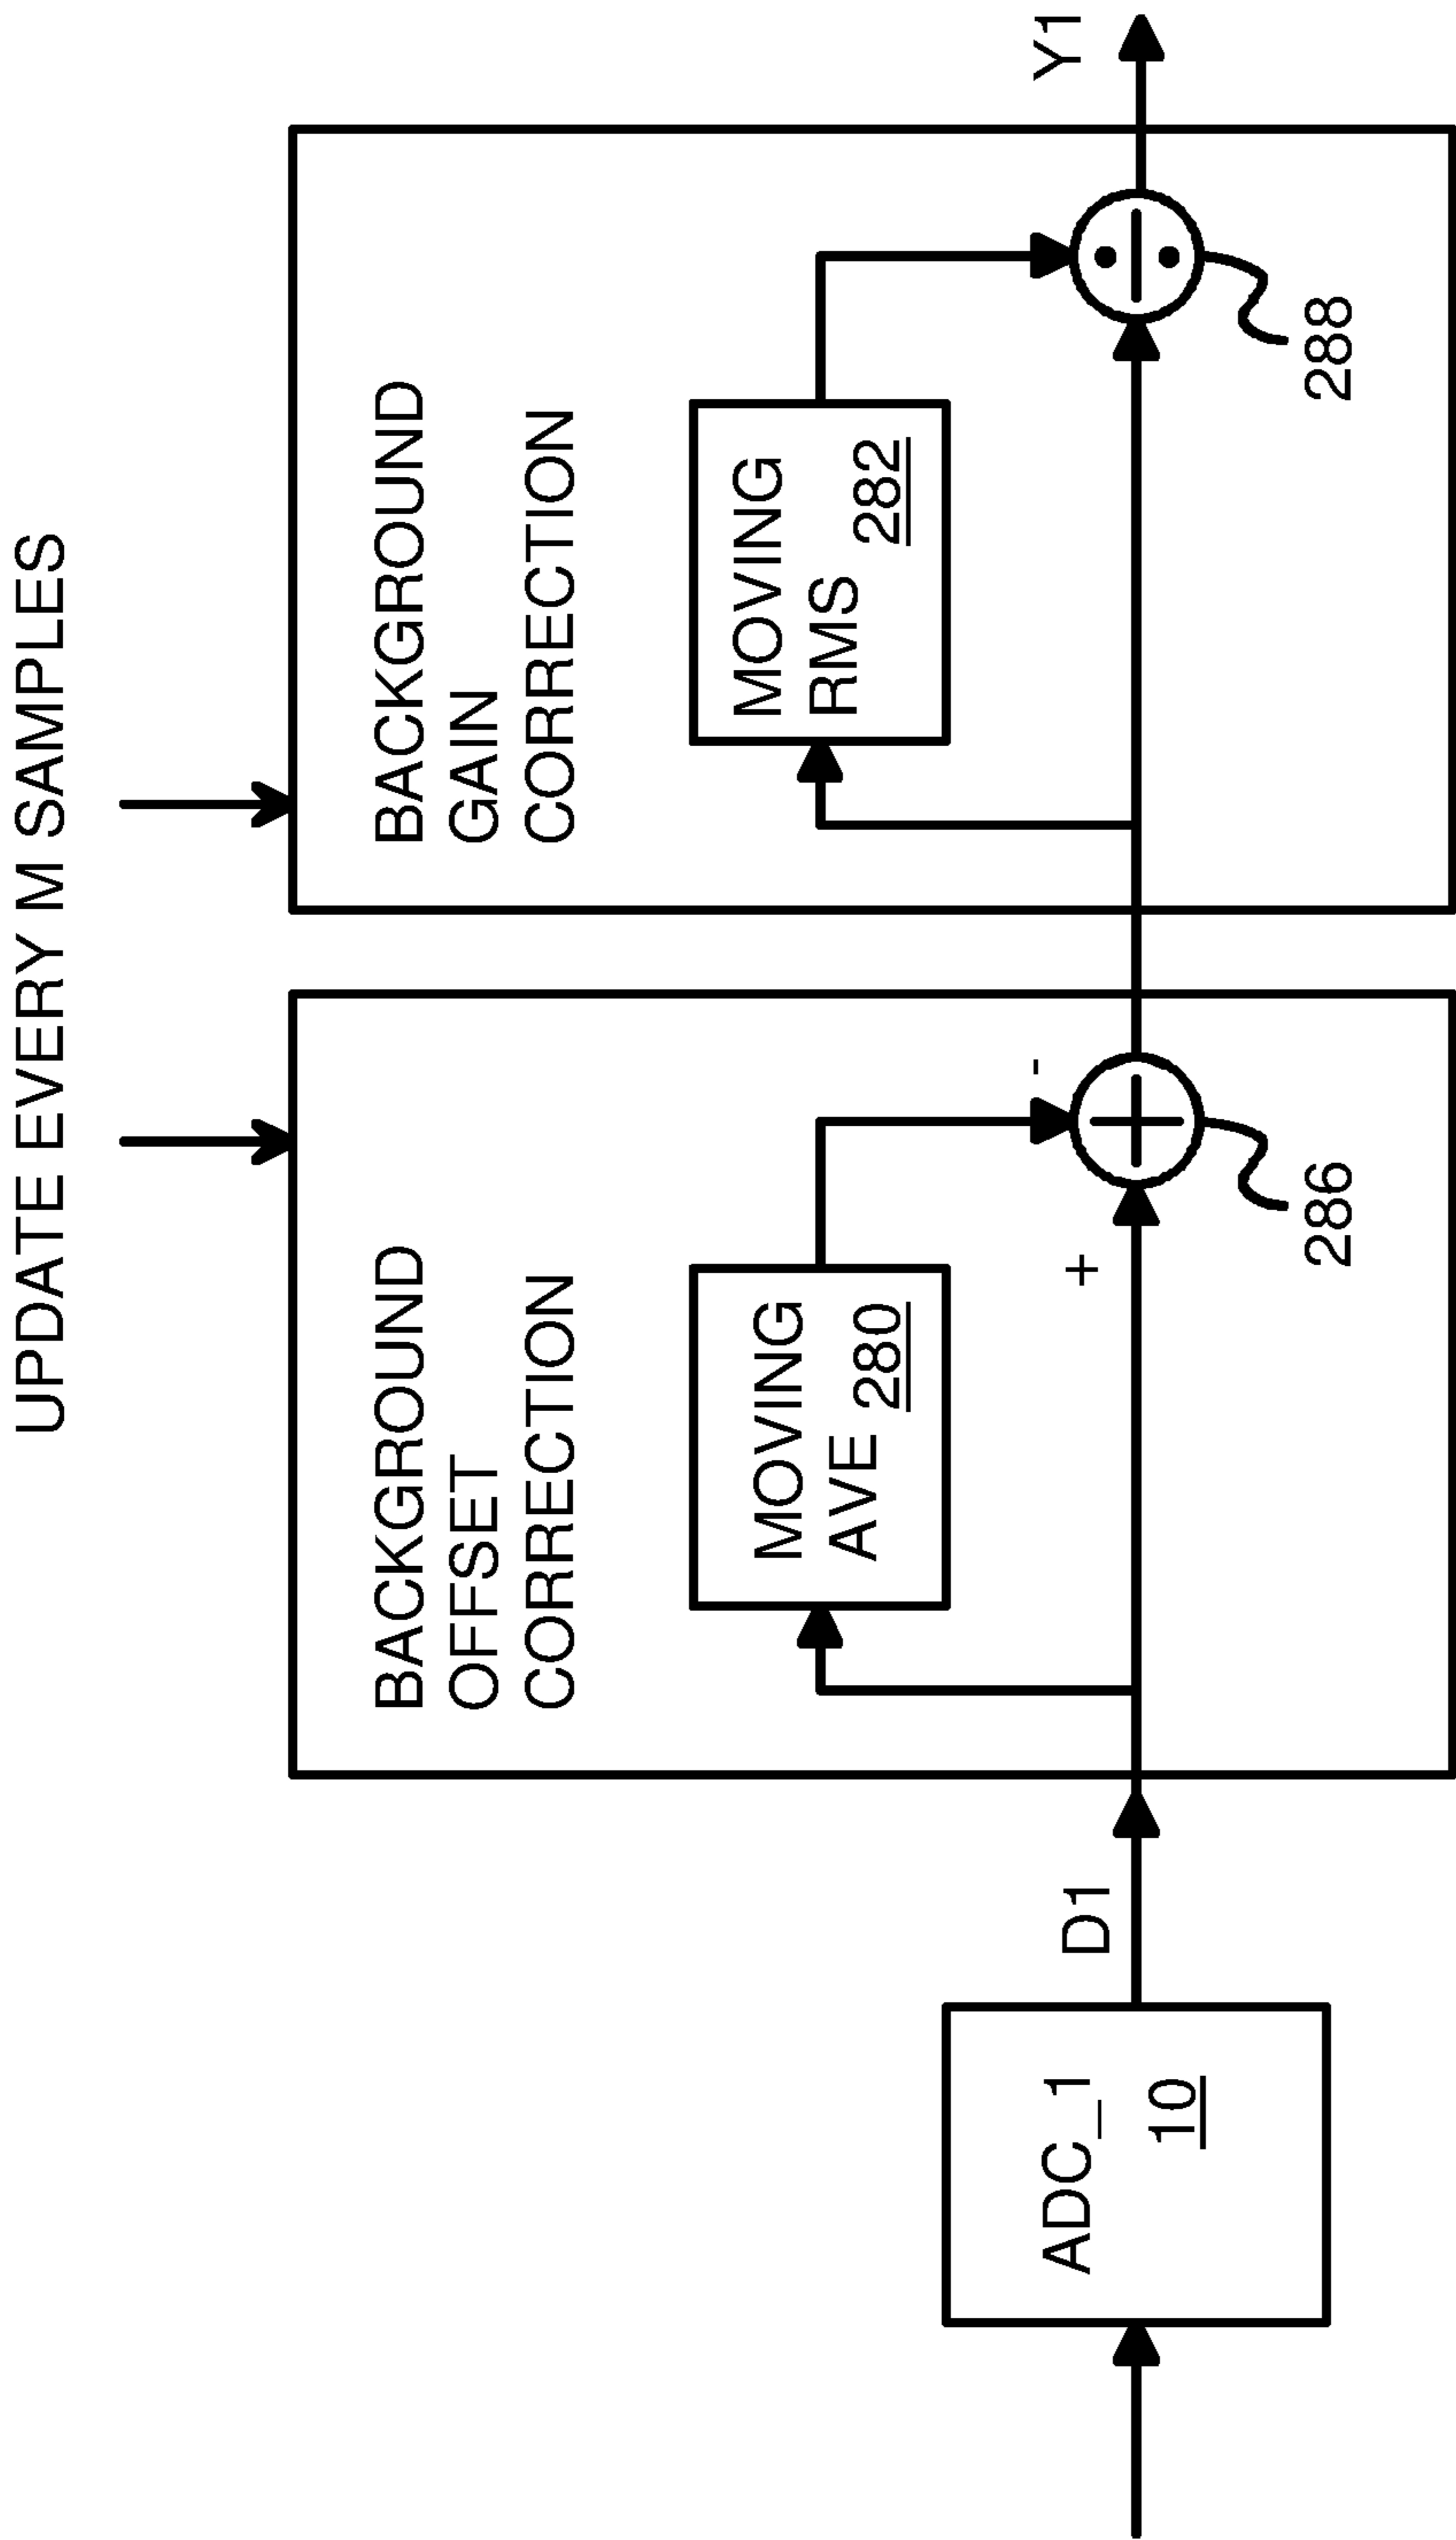 UPDATE EVERY M SAMPLES
BACKGROUND
OFFSET
CORRECTION
BACKGROUND
GAIN
CORRECTION
MOVING
AVE 280
MOVING
RMS 282
ADC_1
10
D1
+
-
286
288
Y1